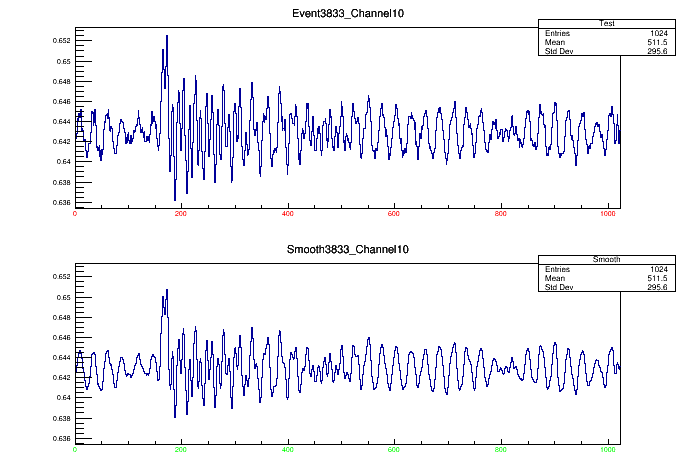 Event3833_Channel10
Test
Entries 1024
Mean 511.5
Std Dev 295.6
0.652
0.65
0.648
0.646
0.644
0.642
0.64
0.638
0.636
0 200 400 600 800 1000
Smooth3833_Channel10
Smooth
Entries 1024
Mean 511.5
Std Dev 295.6
0.652
0.65
0.648
0.646
0.644
0.642
0.64
0.638
0.636
0 200 400 600 800 1000